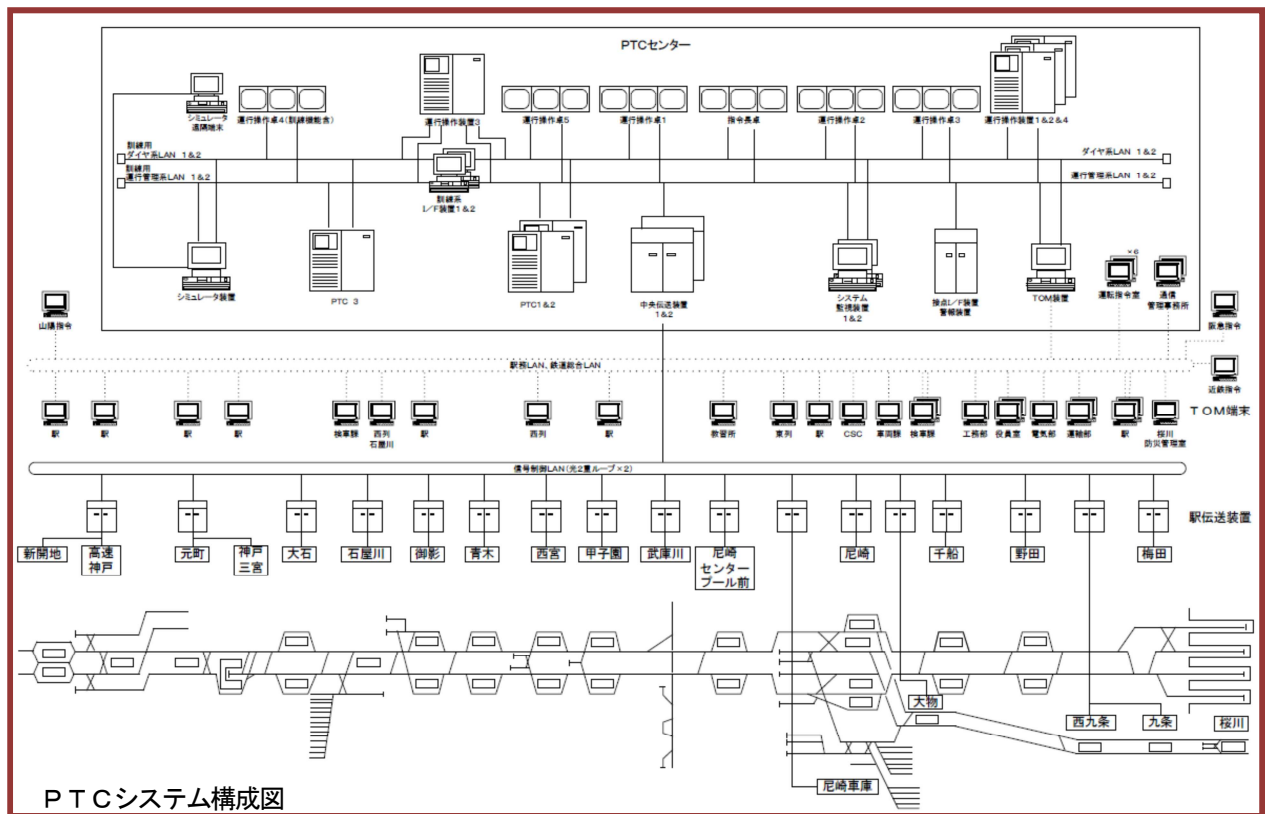 PTCセンター
シミュレータ
遠隔端末
運行操作卓4(訓練機能含)
運行操作装置3
運行操作卓5
運行操作卓1
指令長卓
運行操作卓2
運行操作卓3
運行操作装置1&2&4
訓練用
ダイヤ系LAN 1&2
ダイヤ系LAN 1&2
訓練用
運行管理系LAN 1&2
運行管理系LAN 1&2
訓練系
I/F装置1&2
シミュレータ装置
PTC 3
PTC1&2
中央伝送装置
1&2
システム
監視装置
1&2
接点I/F装置
警報装置
TOM装置
×6
運転指令室
通信
管理事務所
山陽指令
阪急指令
駅務LAN、鉄道総合LAN
近鉄指令
TOM端末
駅
駅
駅
駅
検車課
西列
石屋川
駅
西列
駅
教習所
東列
駅
CSC
車両課
検車課
工務部
役員室
電気部
運輸部
駅
桜川
防災管理室
信号制御LAN(光2重ループ×2)
駅伝送装置
新開地
高速
神戸
元町
神戸
三宮
大石
石屋川
御影
青木
西宮
甲子園
武庫川
尼崎
センター
プール前
尼崎
千船
野田
梅田
大物
西九条
九条
桜川
尼崎車庫
PTCシステム構成図